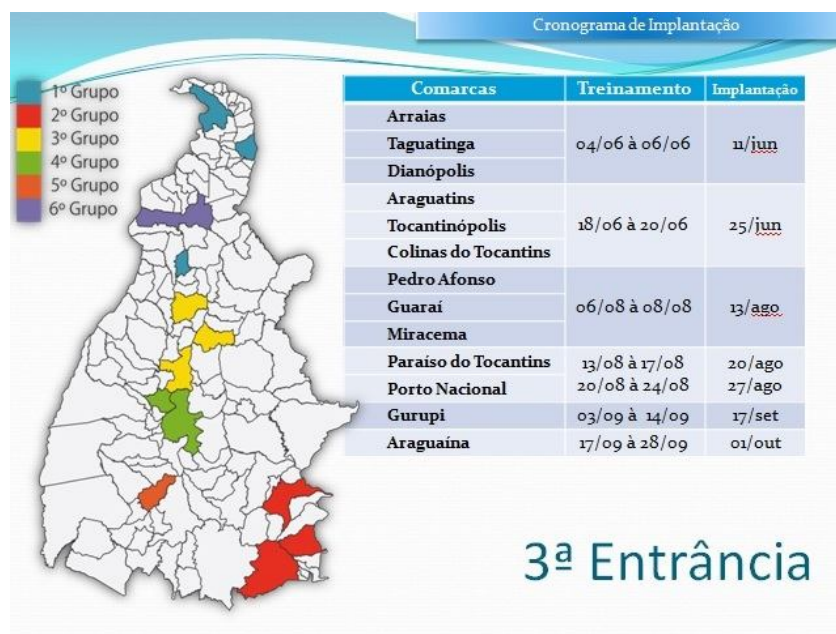 Cronograma de Implantação
1º Grupo
2º Grupo
3º Grupo
4º Grupo
5º Grupo
6º Grupo
Comarcas Treinamento Implantação
Arraias
Taguatinga 04/06 à 06/06 11/jun
Dianópolis
Araguatins
Tocantinópolis 18/06 à 20/06 25/jun
Colinas do Tocantins
Pedro Afonso
Guaraí 06/08 à 08/08 13/ago
Miracema
Paraíso do Tocantins 13/08 à 17/08 20/ago
Porto Nacional 20/08 à 24/08 27/ago
Gurupi 03/09 à 14/09 17/set
Araguaína 17/09 à 28/09 01/out
3ª Entrância